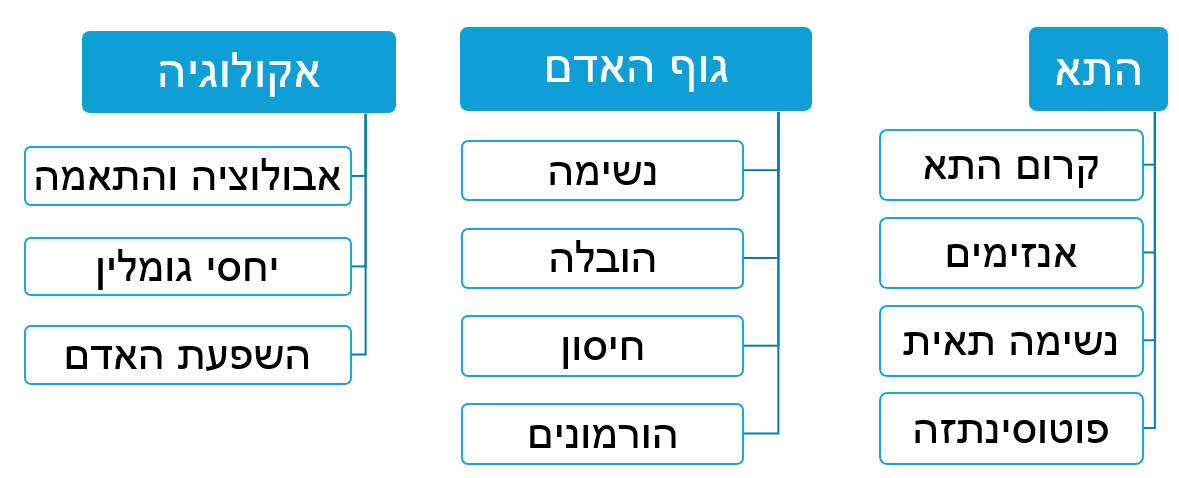 התא
קרום התא
אנזימים
נשימה תאית
פוטוסינתזה
גוף האדם
נשימה
הובלה
חיסון
הורמונים
אקולוגיה
אבולוציה והתאמה
יחסי גומלין
השפעת האדם